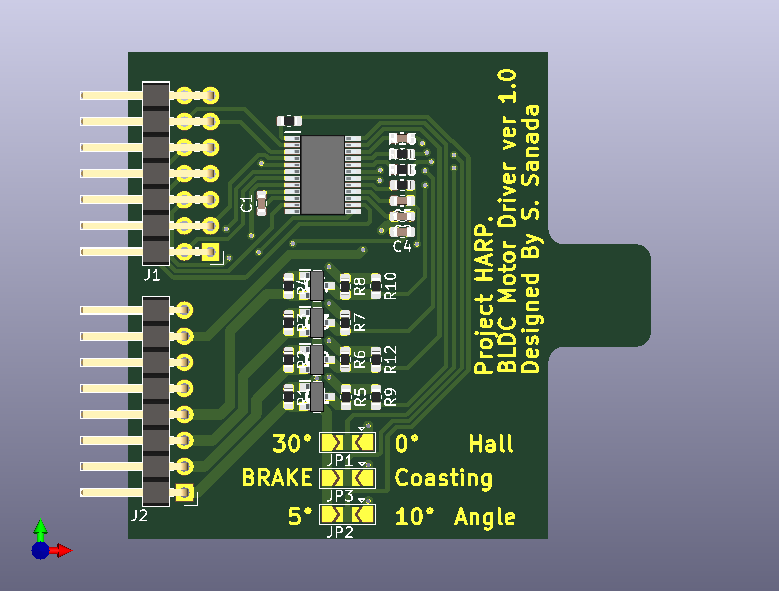 Project HARP.
BLDC Motor Driver ver 1.0
Designed By S. Sanada
C1
C4
J1
R8
R10
R7
R6
R12
R5
R9
30° 0° Hall
JP1
BRAKE Coasting
JP3
5° 10° Angle
JP2
J2